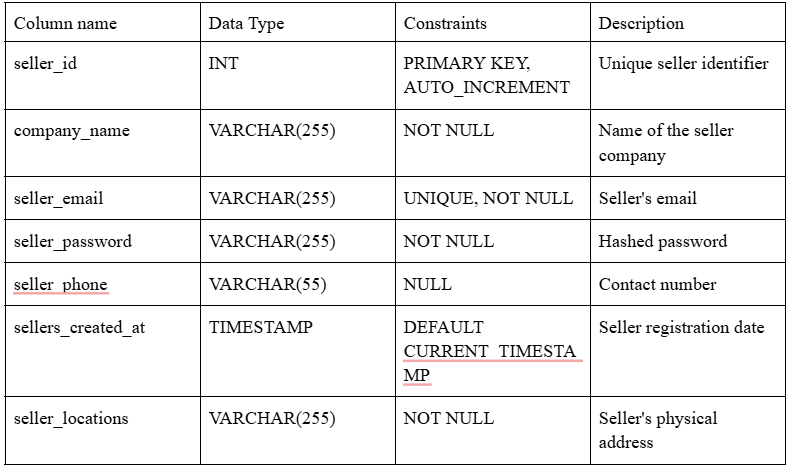 Column name Data Type Constraints Description
seller_id INT PRIMARY KEY, Unique seller identifier
AUTO_INCREMENT
company_name VARCHAR(255) NOT NULL Name of the seller
company
seller_email VARCHAR(255) UNIQUE, NOT NULL Seller's email
seller_password VARCHAR(255) NOT NULL Hashed password
seller_phone VARCHAR(55) NULL Contact number
sellers_created_at TIMESTAMP DEFAULT Seller registration date
CURRENT_TIMESTA
MP
seller_locations VARCHAR(255) NOT NULL Seller's physical
address